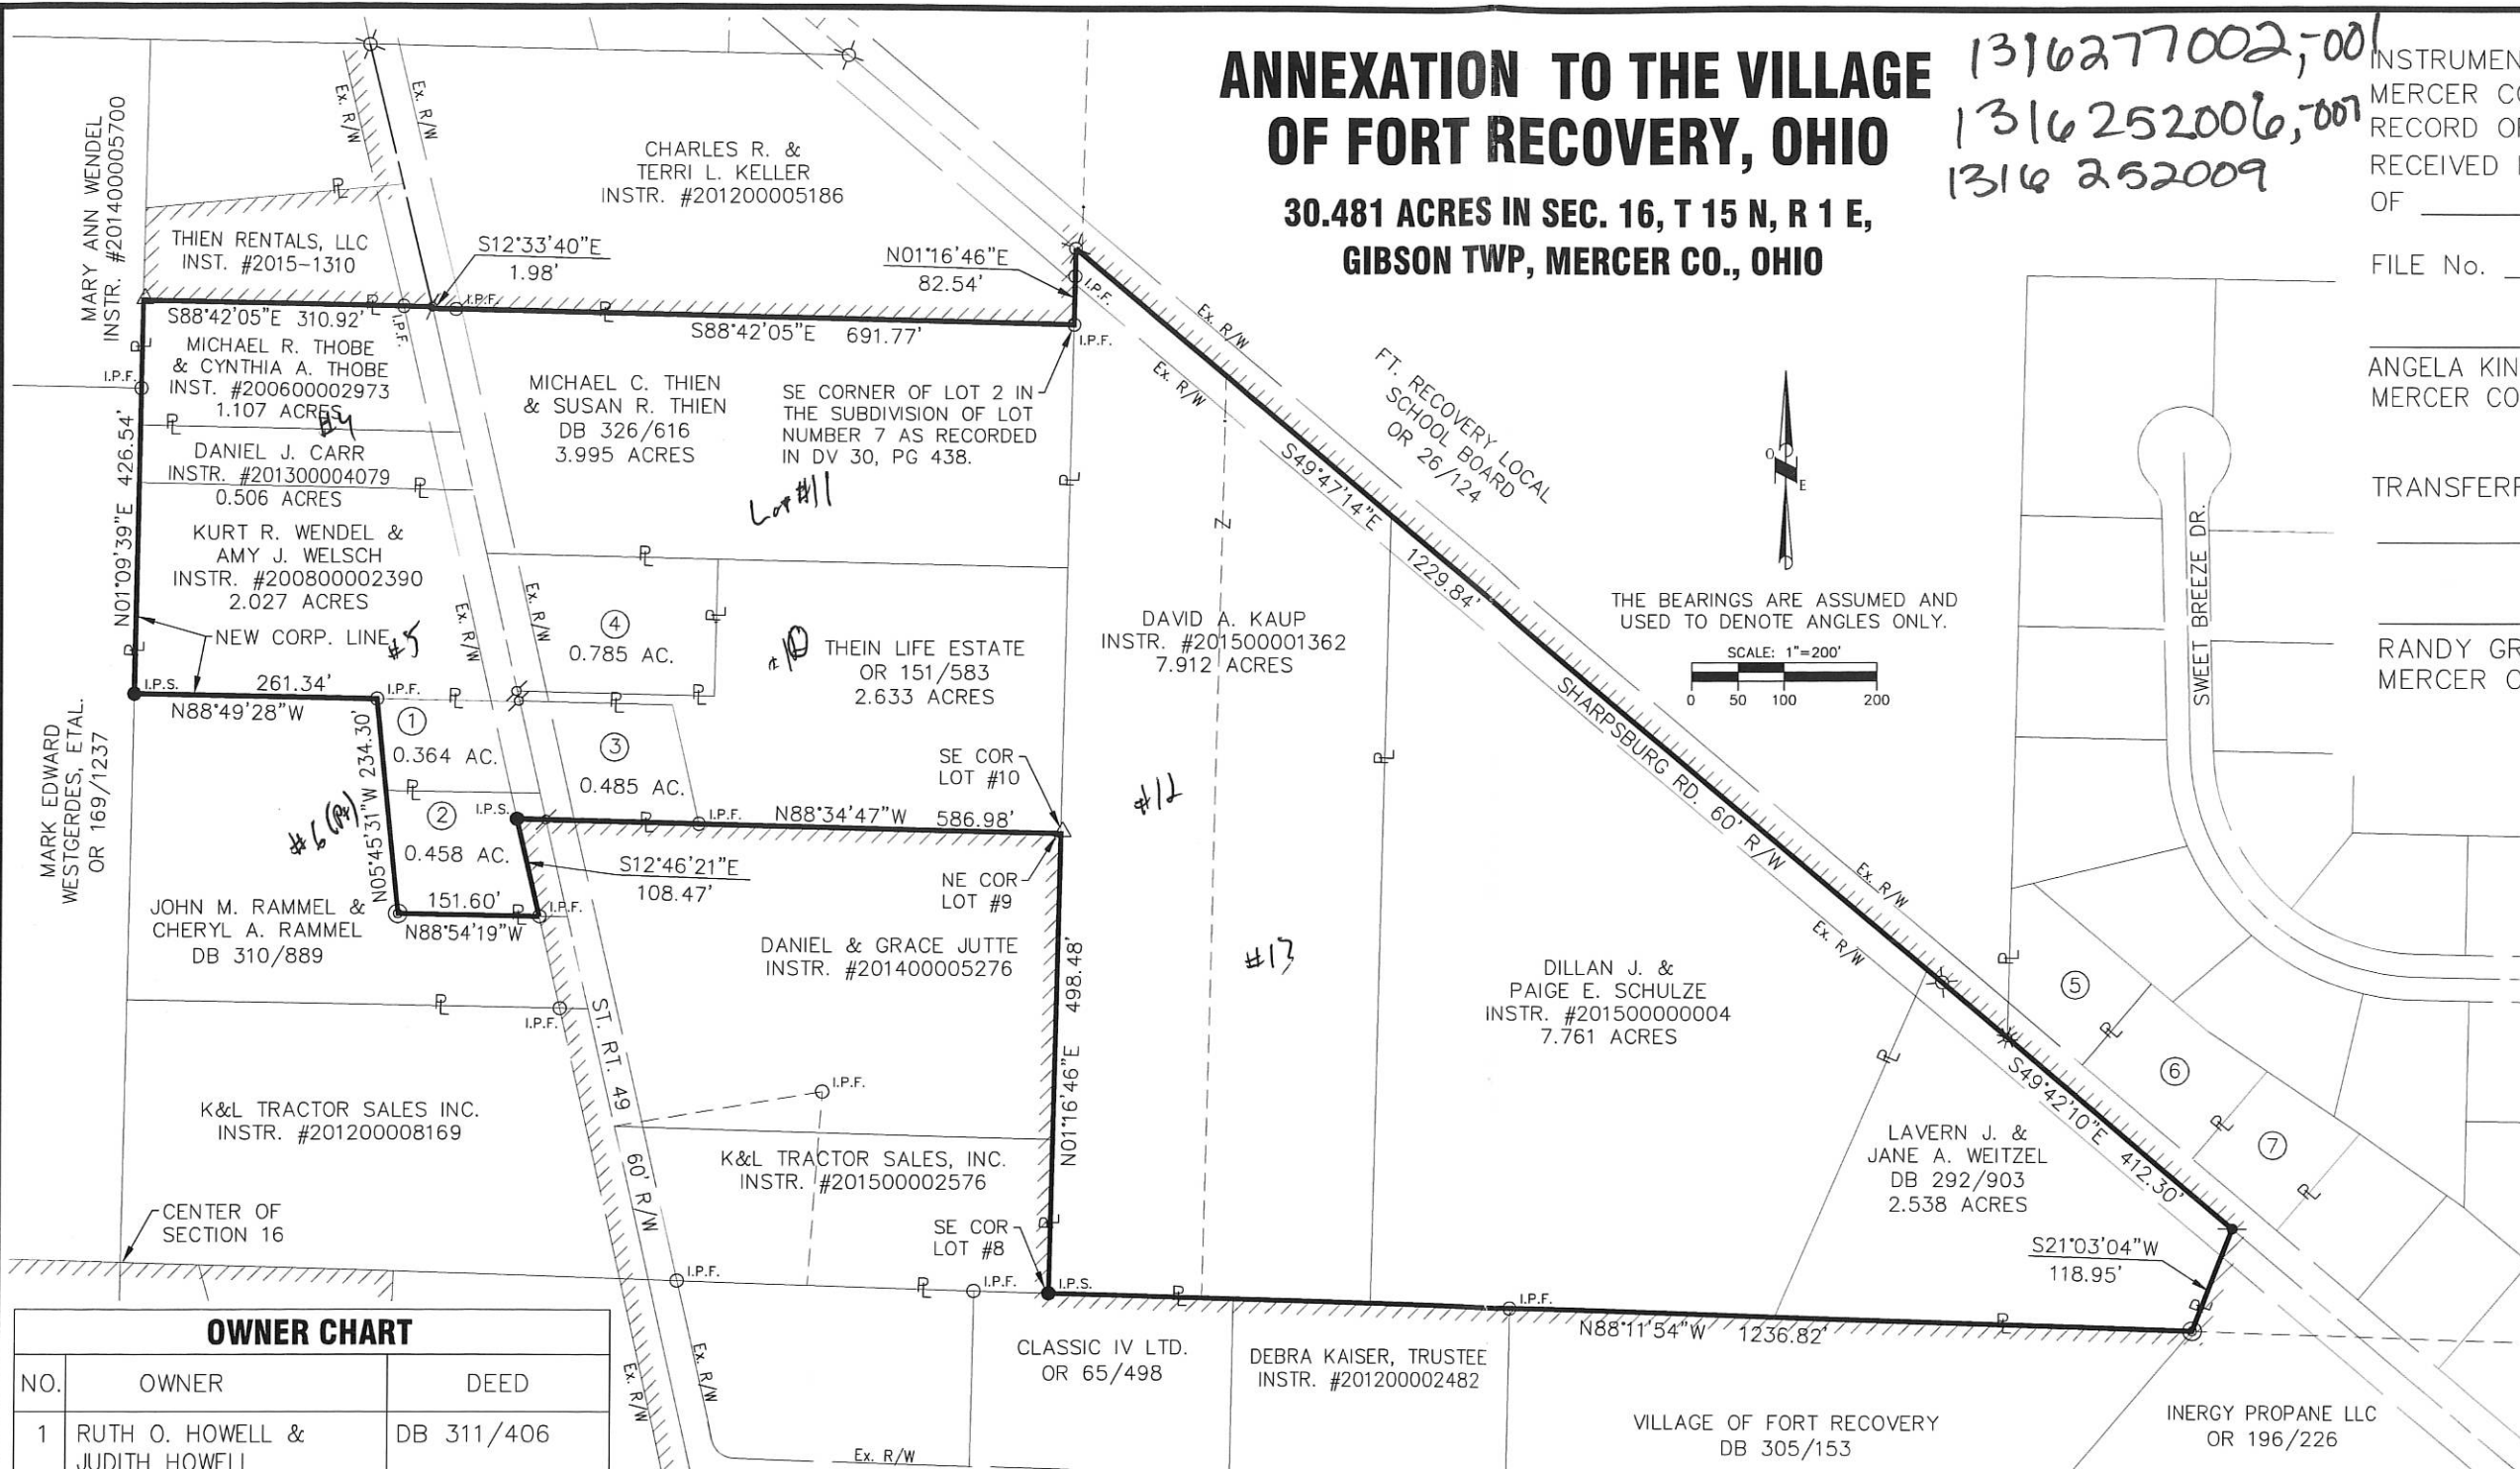 ANNEXATION TO THE VILLAGE
OF FORT RECOVERY, OHIO
30.481 ACRES IN SEC. 16, T 15 N, R 1 E,
GIBSON TWP, MERCER CO., OHIO
1316277002,-001
1316252006,-007
1316 252009
RECEIVED
OF
FILE No.
ANGELA
MERCER
RANDY
MERCER
MARY ANN WENDEL
INSTR. #201400005700
Ex. R/W
Ex. R/W
CHARLES R. &
TERRI L. KELLER
INSTR. #201200005186
THIEN RENTALS, LLC
INST. #2015-1310
S12°33'40"E
1.98'
N01°16'46"E
82.54'
I.P.F.
I.P.F.
I.P.F.
I.P.F.
S88°42'05"E 310.92'
S88°42'05"E 691.77'
MICHAEL R. THOBE
& CYNTHIA A. THOBE
INST. #200600002973
1.107 ACRES
#4
I.P.F.
MICHAEL C. THIEN
& SUSAN R. THIEN
DB 326/616
3.995 ACRES
SE CORNER OF LOT 2 IN
THE SUBDIVISION OF LOT
NUMBER 7 AS RECORDED
IN DV 30, PG 438.
Lot #11
Ex. R/W
Ex. R/W
FT. RECOVERY LOCAL
SCHOOL BOARD
OR 26/124
S49°47'14"E 1229.84'
SHARPSBURG RD. 60' R/W
O
E
THE BEARINGS ARE ASSUMED AND
USED TO DENOTE ANGLES ONLY.
SCALE: 1"=200'
0 50 100 200
SWEET BREEZE DR.
DANIEL J. CARR
INSTR. #201300004079
0.506 ACRES
N01°09'39"E 426.54'
KURT R. WENDEL &
AMY J. WELSCH
INSTR. #200800002390
2.027 ACRES
NEW CORP. LINE
#5
Ex. R/W
Ex. R/W
4
0.785 AC.
#10
THEIN LIFE ESTATE
OR 151/583
2.633 ACRES
DAVID A. KAUP
INSTR. #201500001362
7.912 ACRES
Z
I.P.S.
261.34'
I.P.F.
N88°49'28"W
MARK EDWARD
WESTGERDES, ETAL.
OR 169/1237
1
0.364 AC.
N05°45'31"W 234.30'
3
0.485 AC.
SE COR
LOT #10
#12
2
0.458 AC.
I.P.S.
I.P.F.
N88°34'47"W 586.98'
#6 (Pt)
S12°46'21"E
108.47'
NE COR
LOT #9
151.60'
I.P.F.
N88°54'19"W
JOHN M. RAMMEL &
CHERYL A. RAMMEL
DB 310/889
DANIEL & GRACE JUTTE
INSTR. #201400005276
N01°16'46"E 498.48'
#13
Ex. R/W
Ex. R/W
DILLAN J. &
PAIGE E. SCHULZE
INSTR. #201500000004
7.761 ACRES
5
6
7
I.P.F.
ST. RT. 49 60' R/W
I.P.F.
S49°42'10"E 412.30'
K&L TRACTOR SALES INC.
INSTR. #201200008169
K&L TRACTOR SALES, INC.
INSTR. #201500002576
LAVERN J. &
JANE A. WEITZEL
DB 292/903
2.538 ACRES
CENTER OF
SECTION 16
SE COR
LOT #8
S21°03'04"W
118.95'
I.P.F.
I.P.F.
I.P.S.
I.P.F.
N88°11'54"W 1236.82'
CLASSIC IV LTD.
OR 65/498
DEBRA KAISER, TRUSTEE
INSTR. #201200002482
VILLAGE OF FORT RECOVERY
DB 305/153
INERGY PROPANE LLC
OR 196/226
Ex. R/W
Ex. R/W
Ex. R/W
OWNER CHART
NO. OWNER DEED
1 RUTH O. HOWELL & DB 311/406
JUDITH HOWELL